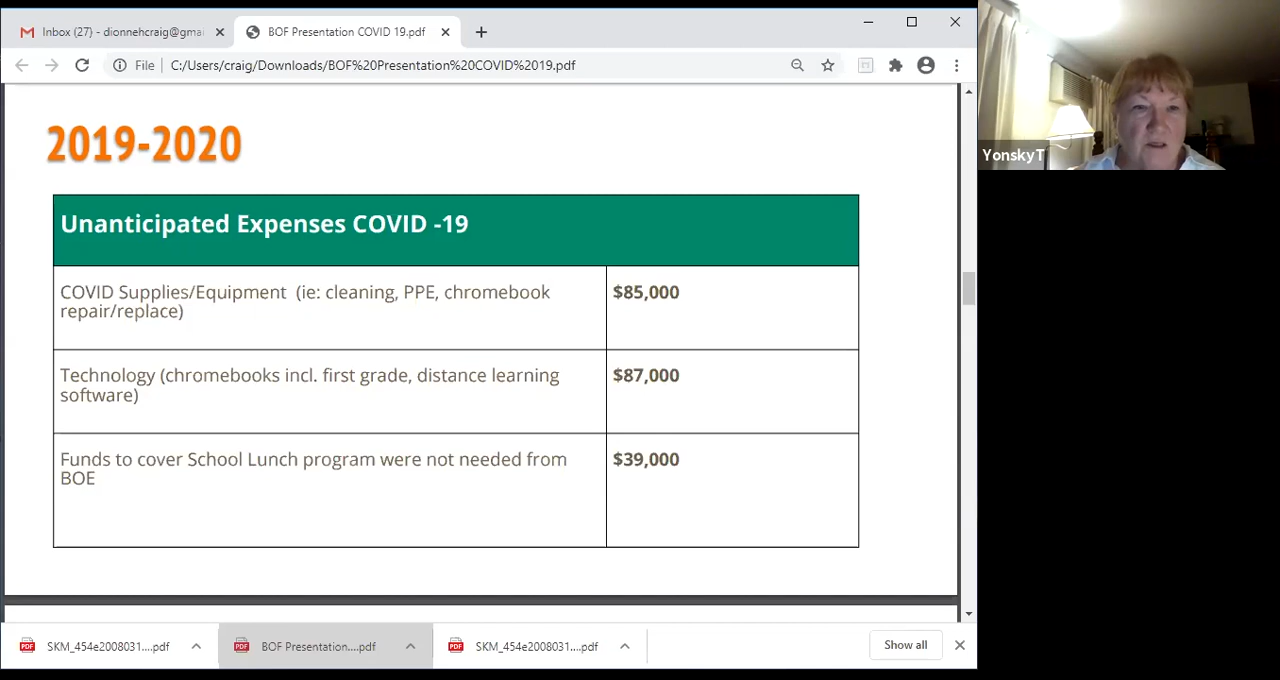 Inbox (27) - dionnehcraig@gmai
BOF Presentation COVID 19.pdf
File
C:/Users/craig/Downloads/BOF%20Presentation%20COVID%2019.pdf
2019-2020
Unanticipated Expenses COVID -19
COVID Supplies/Equipment (ie: cleaning, PPE, chromebook
repair/replace)
$85,000
Technology (chromebooks incl. first grade, distance learning
software)
$87,000
Funds to cover School Lunch program were not needed from
BOE
$39,000
YonskyT
SKM_454e2008031....pdf
BOF Presentation....pdf
SKM_454e2008031....pdf
Show all